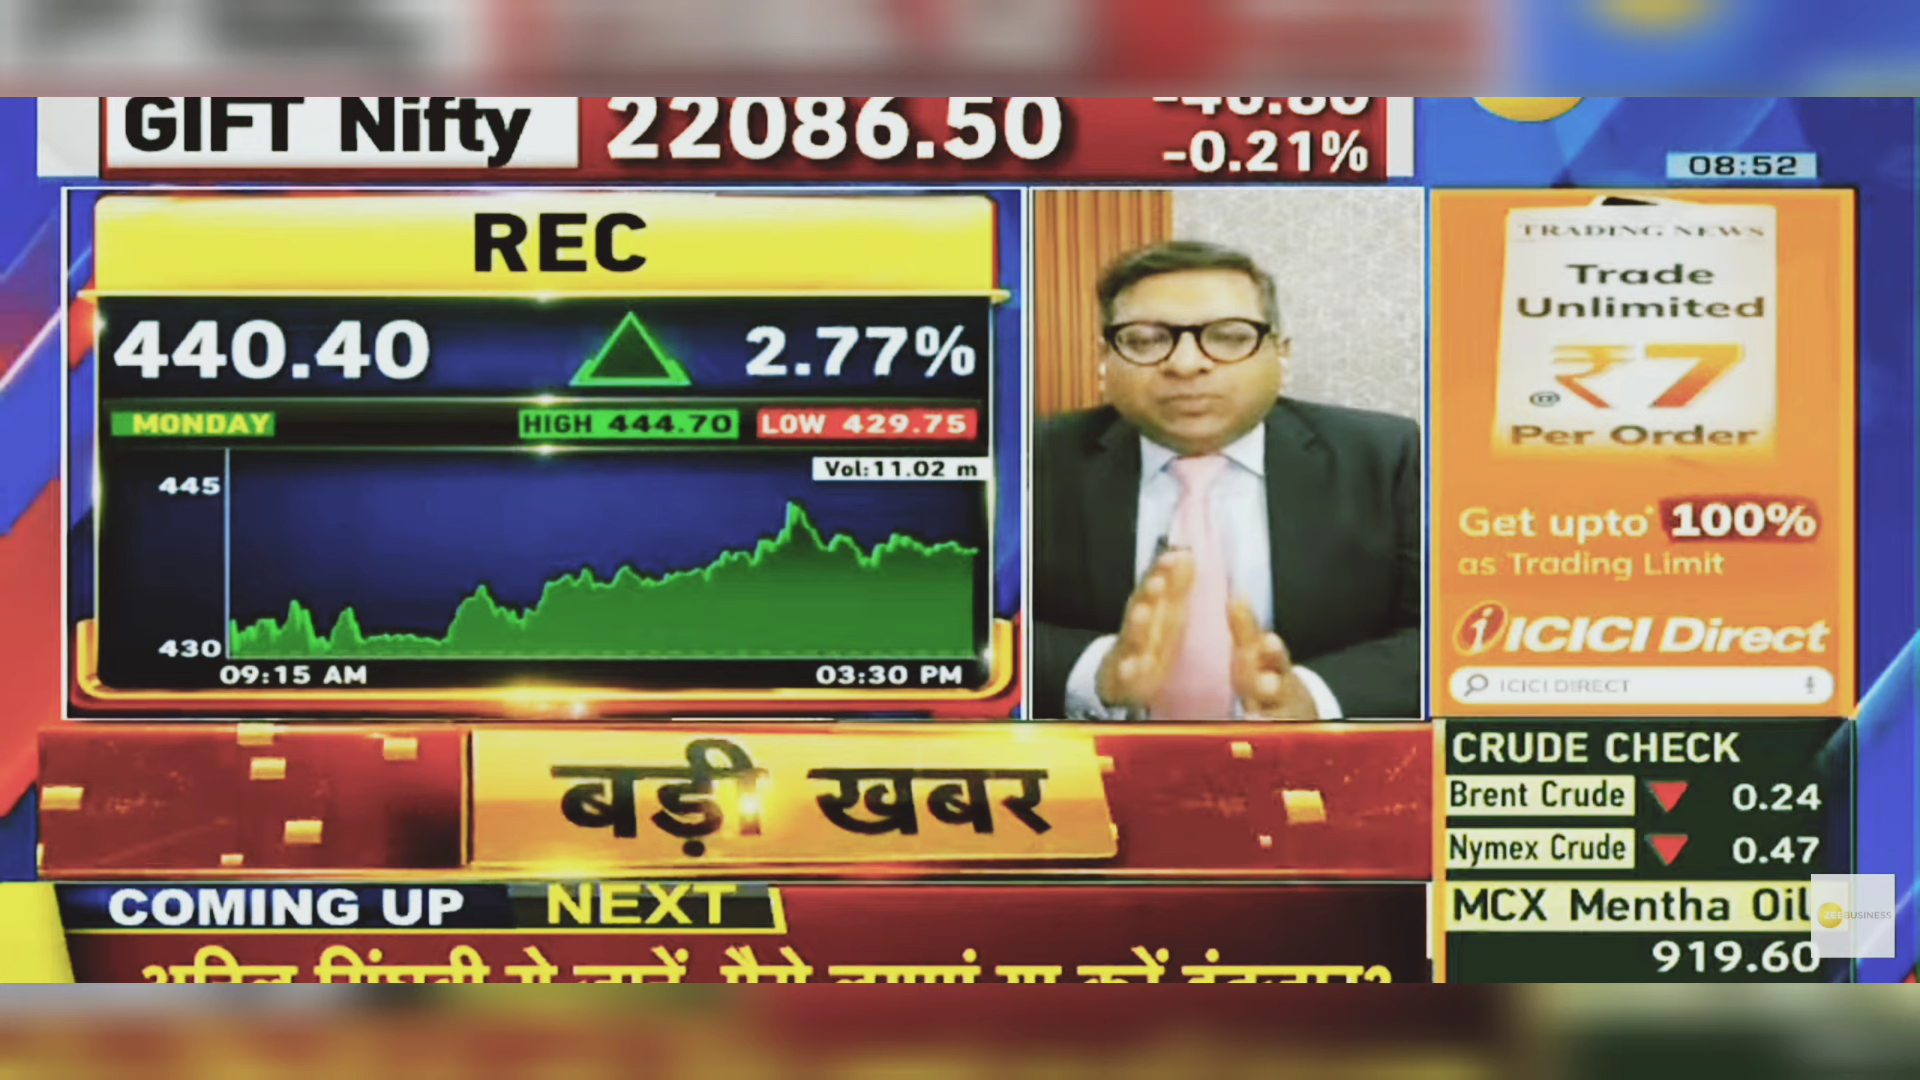 GIFT Nifty 22086.50 -46.80
-0.21%
08:52
REC
440.40 2.77%
MONDAY HIGH 444.70 LOW 429.75
Vol:11.02 m
445
430
09:15 AM 03:30 PM
TRADING NEWS
Trade
Unlimited
@ ₹7
Per Order
Get upto* 100%
as Trading Limit
ICICI Direct
ICICI DIRECT
बड़ी खबर
CRUDE CHECK
Brent Crude 0.24
Nymex Crude 0.47
MCX Mentha Oil
919.60
COMING UP NEXT
ZEEBUSINESS